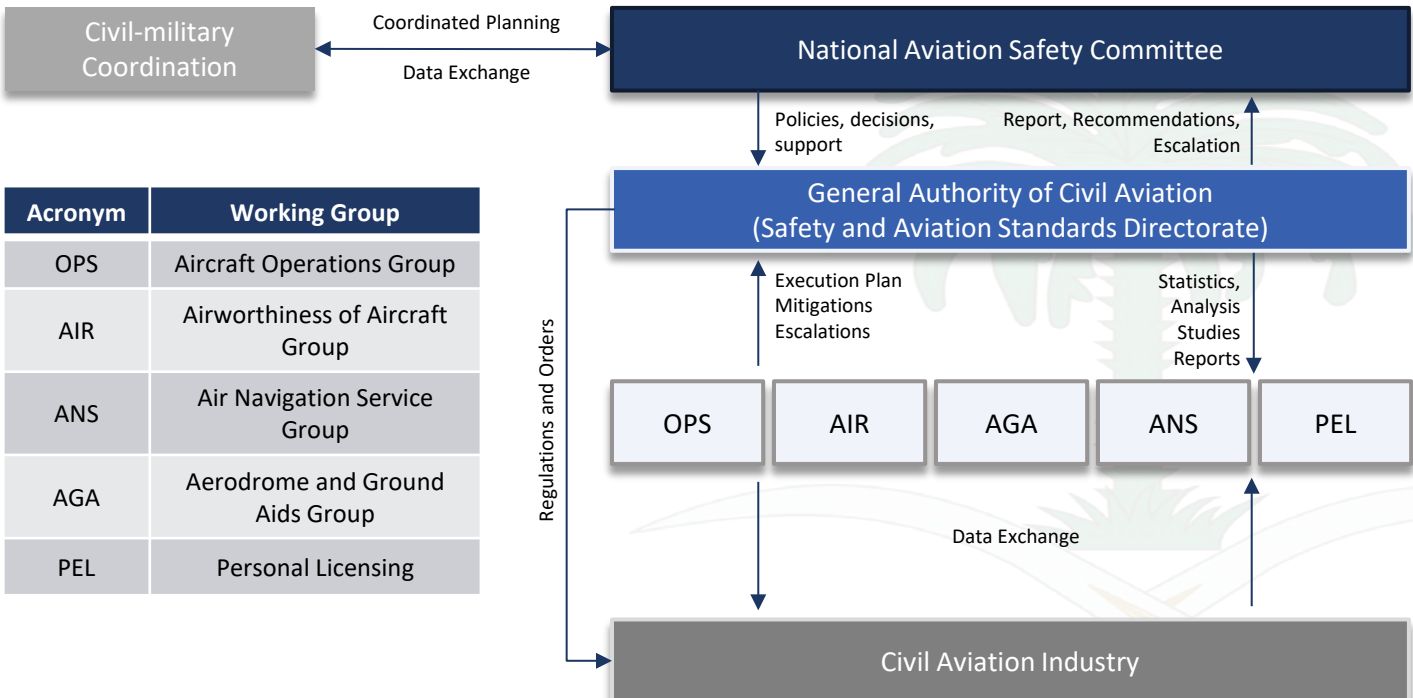 Civil-military
Coordination
Coordinated Planning
Data Exchange
National Aviation Safety Committee
Policies, decisions,
support
Report, Recommendations,
Escalation
General Authority of Civil Aviation
(Safety and Aviation Standards Directorate)
Acronym Working Group
OPS Aircraft Operations Group
AIR Airworthiness of Aircraft
Group
ANS Air Navigation Service
Group
AGA Aerodrome and Ground
Aids Group
PEL Personal Licensing
Regulations and Orders
Execution Plan
Mitigations
Escalations
Statistics,
Analysis
Studies
Reports
OPS AIR AGA ANS PEL
Data Exchange
Civil Aviation Industry